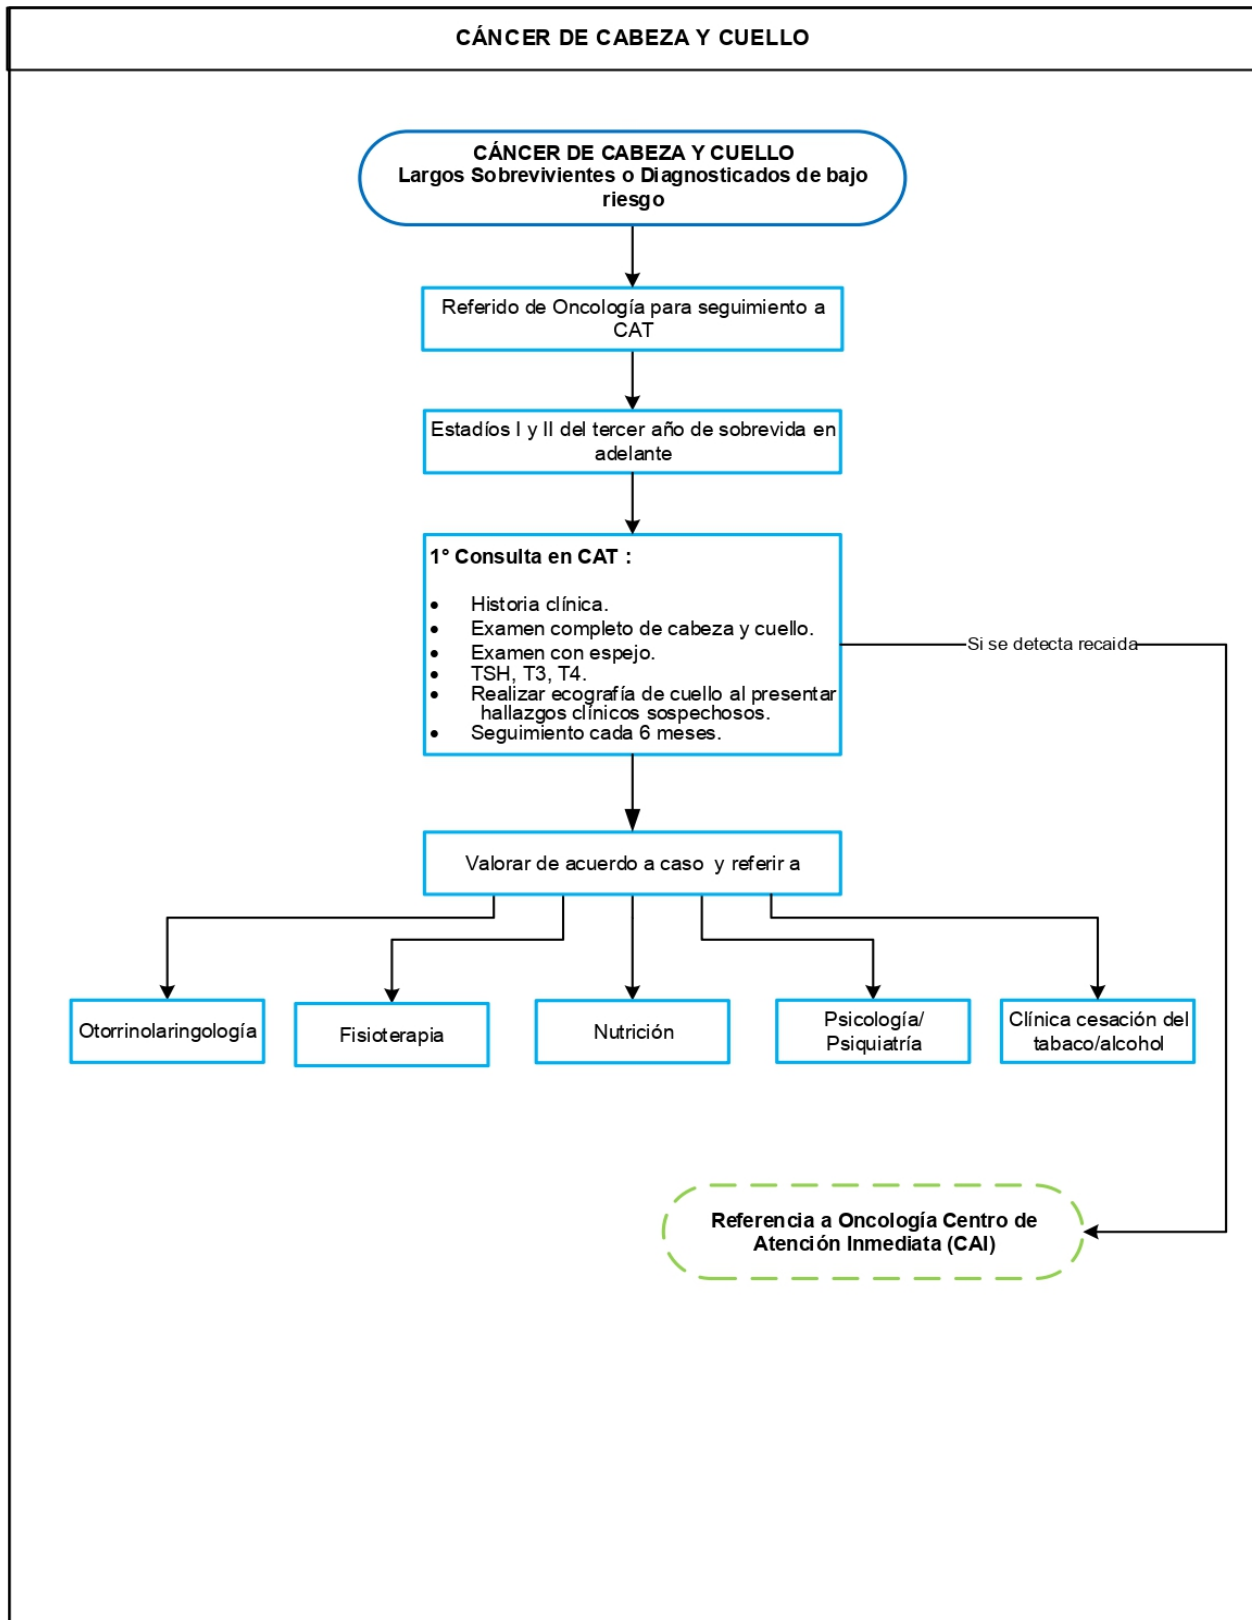 CÁNCER DE CABEZA Y CUELLO
CÁNCER DE CABEZA Y CUELLO
Largos Sobrevivientes o Diagnosticados de bajo
riesgo
Referido de Oncología para seguimiento a
CAT
Estadíos I y II del tercer año de sobrevida en
adelante
1° Consulta en CAT :
• Historia clínica.
• Examen completo de cabeza y cuello.
• Examen con espejo.
• TSH, T3, T4.
• Realizar ecografía de cuello al presentar
hallazgos clínicos sospechosos.
• Seguimiento cada 6 meses.
Si se detecta recaida
Valorar de acuerdo a caso y referir a
Otorrinolaringología
Fisioterapia
Nutrición
Psicología/
Psiquiatría
Clínica cesación del
tabaco/alcohol
Referencia a Oncología Centro de
Atención Inmediata (CAI)